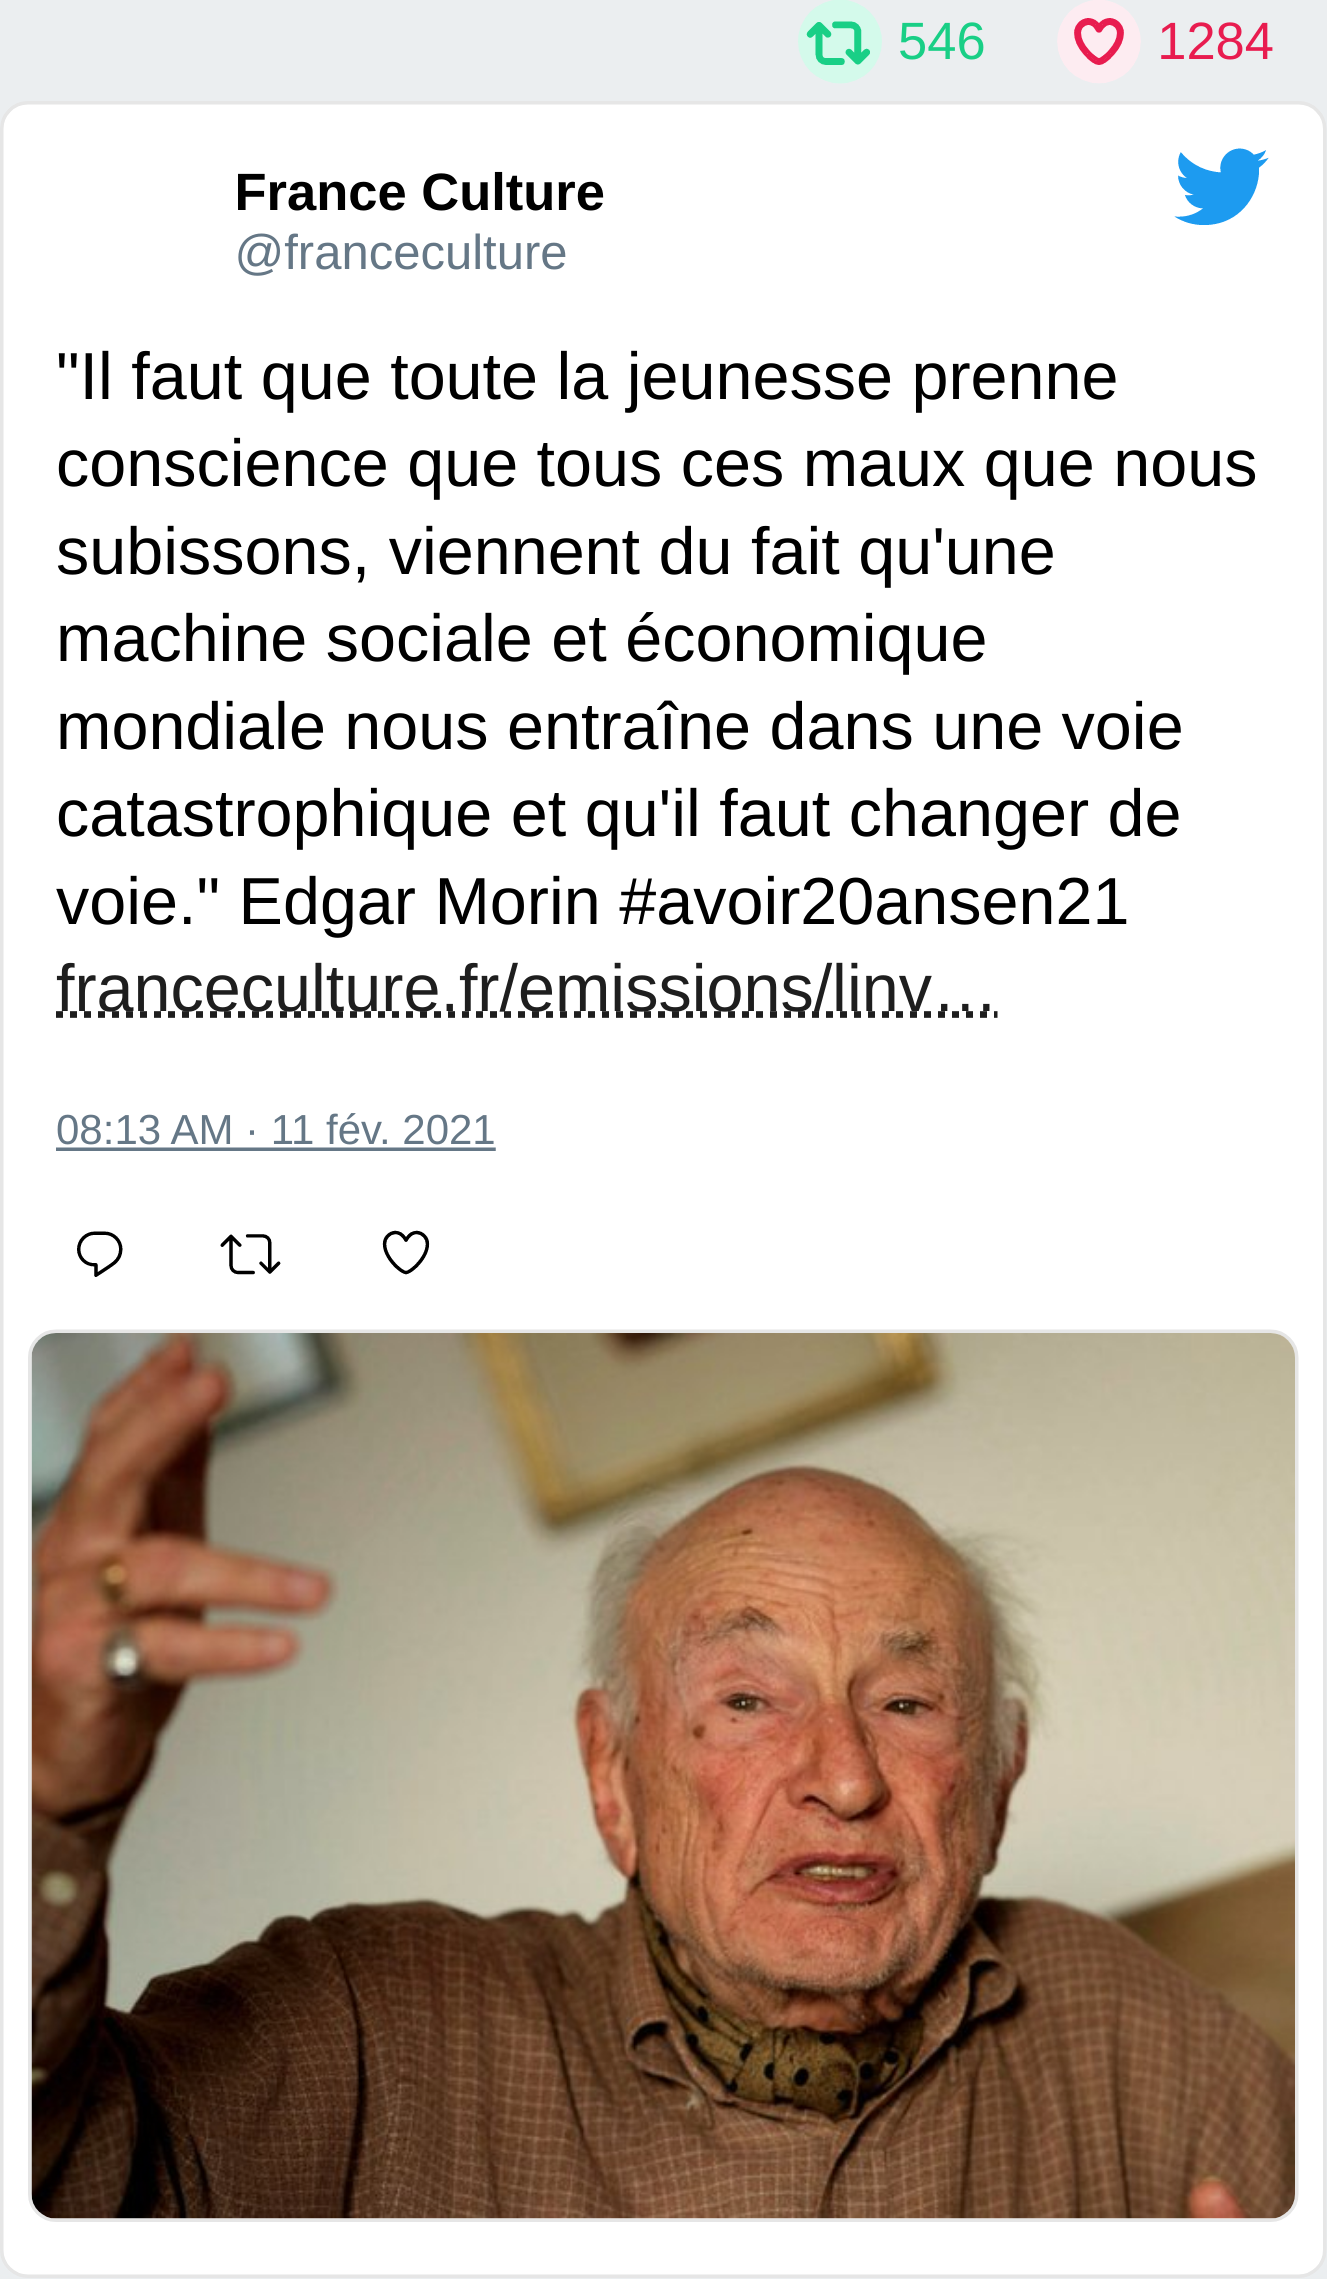 546 1284
France Culture
@franceculture
"Il faut que toute la jeunesse prenne
conscience que tous ces maux que nous
subissons, viennent du fait qu'une
machine sociale et économique
mondiale nous entraîne dans une voie
catastrophique et qu'il faut changer de
voie." Edgar Morin #avoir20ansen21
franceculture.fr/emissions/linv…
08:13 AM · 11 fév. 2021